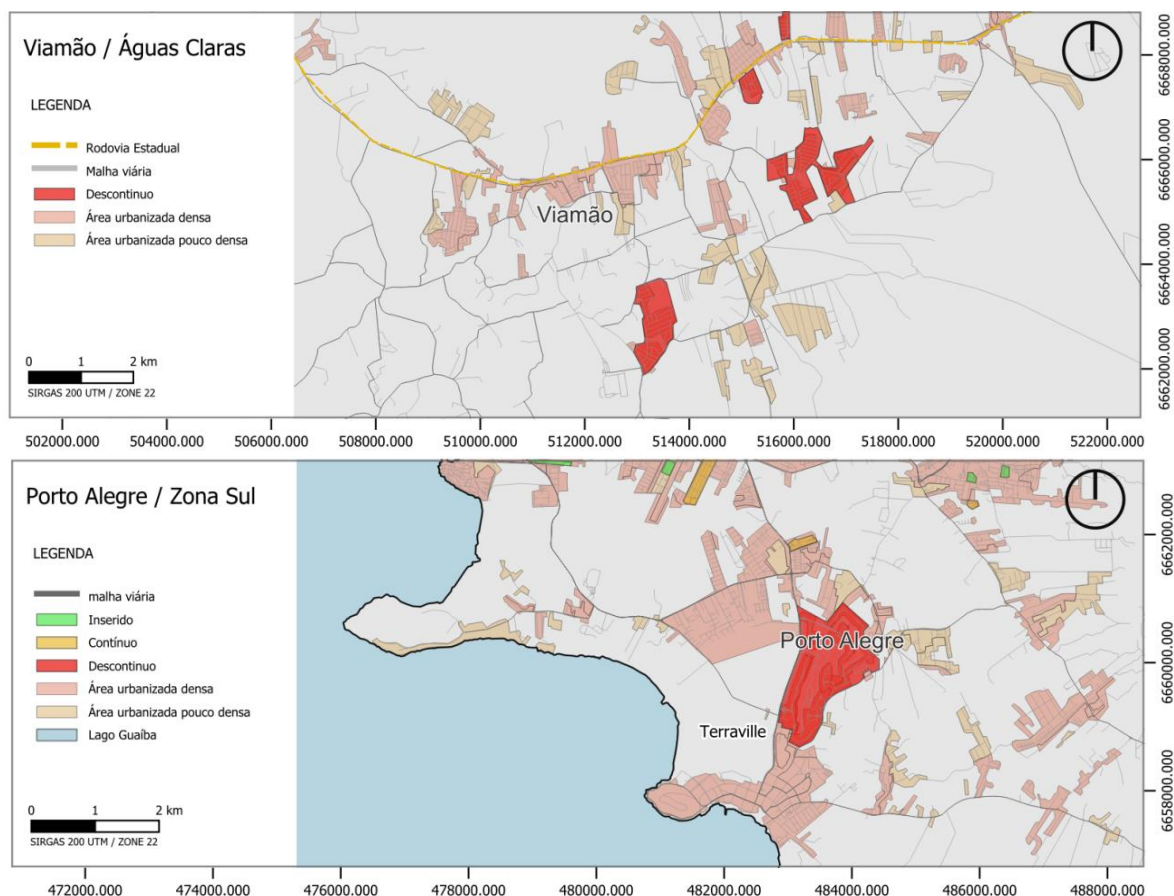 Viamão / Águas Claras
LEGENDA
Rodovia Estadual
Malha viária
Descontinuo
Área urbanizada densa
Área urbanizada pouco densa
0 1 2 km
SIRGAS 200 UTM / ZONE 22
Viamão
6668000.000
6666000.000
6664000.000
6662000.000
502000.000 504000.000 506000.000 508000.000 510000.000 512000.000 514000.000 516000.000 518000.000 520000.000 522000.000
Porto Alegre / Zona Sul
LEGENDA
malha viária
Inserido
Contínuo
Descontinuo
Área urbanizada densa
Área urbanizada pouco densa
Lago Guaíba
0 1 2 km
SIRGAS 200 UTM / ZONE 22
Porto Alegre
Terraville
6662000.000
6660000.000
6658000.000
472000.000 474000.000 476000.000 478000.000 480000.000 482000.000 484000.000 486000.000 488000.000